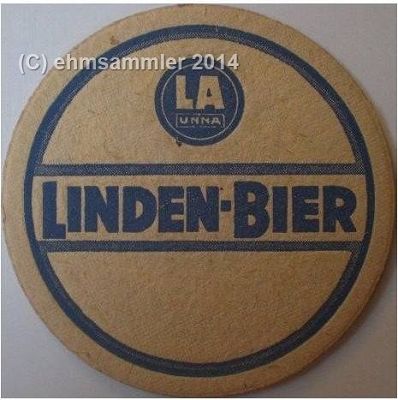 (C) ehmsammler 2014
LA
UNNA
LINDEN-BIER